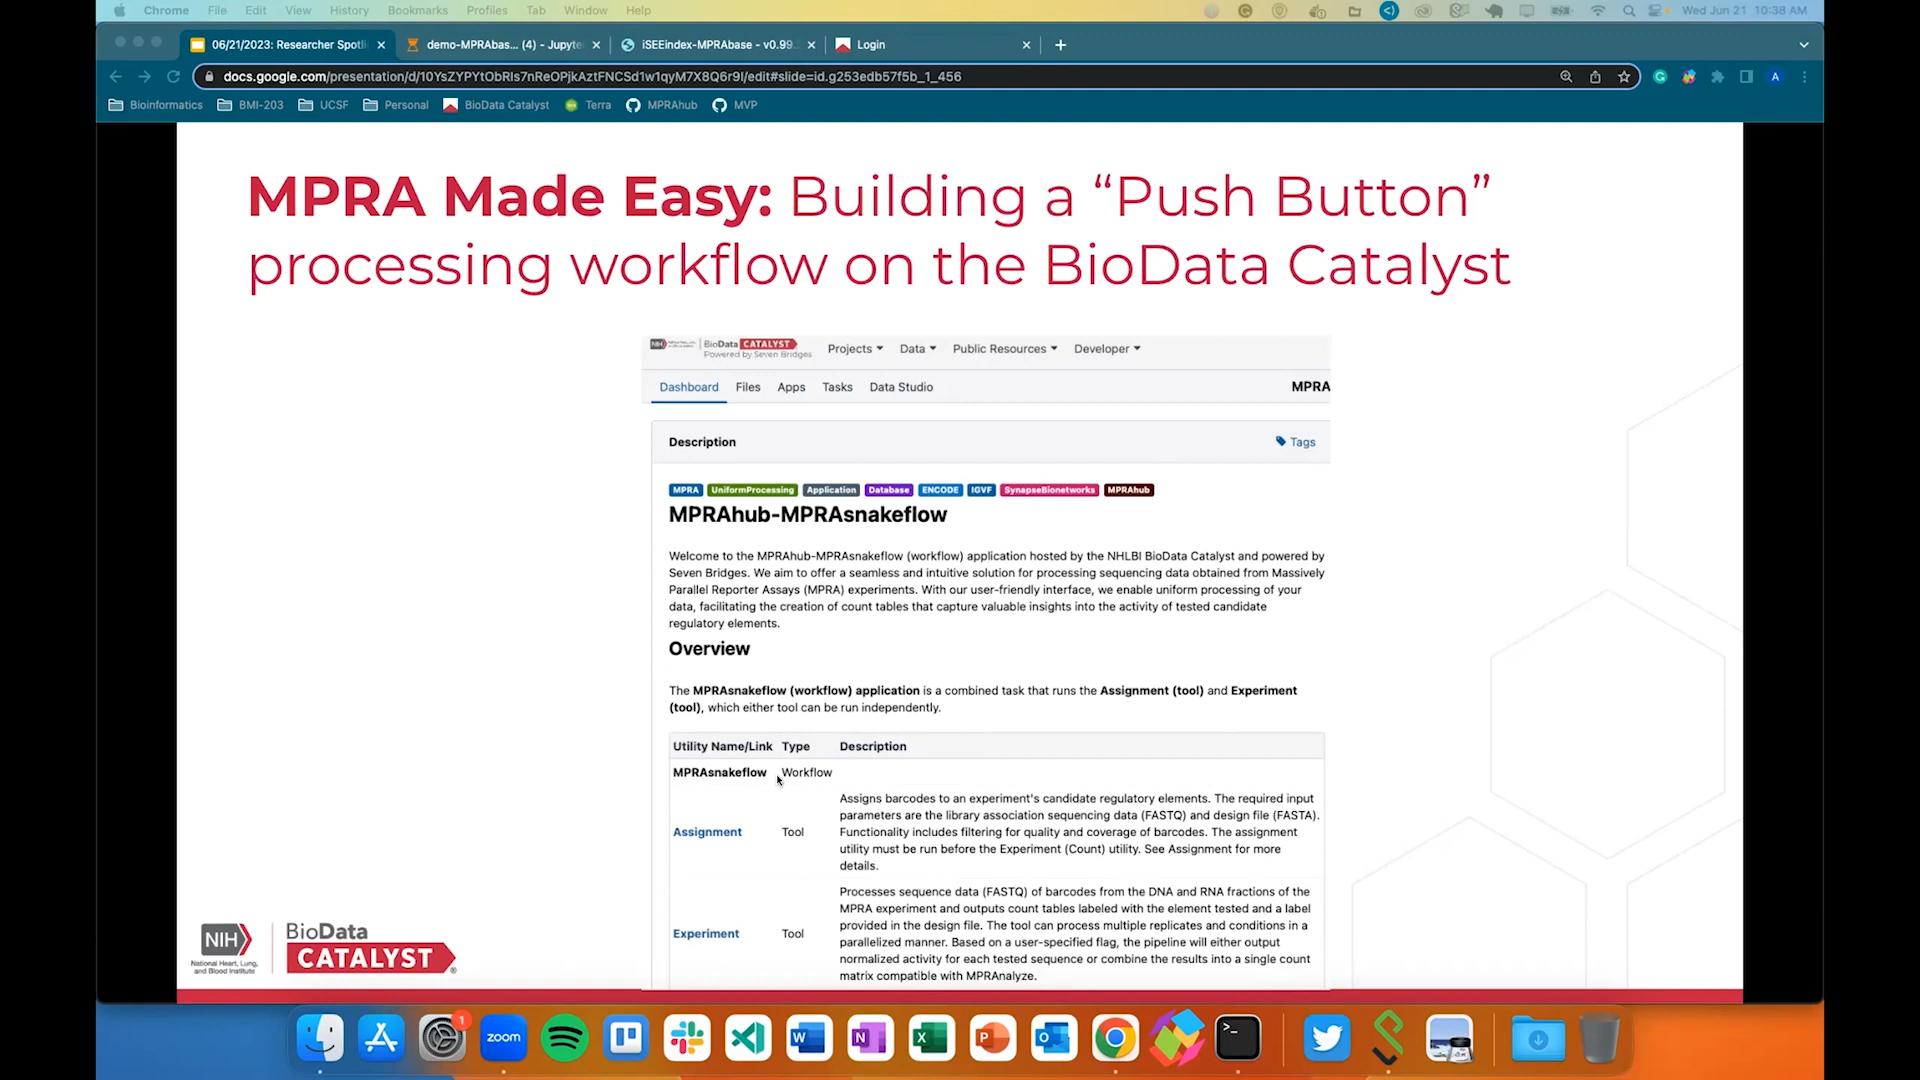 Chrome File Edit View History Bookmarks Profiles Tab Window Help Wed Jun 21 10:38 AM
06/21/2023: Researcher Spotli demo-MPRAbas... (4) - Jupyte iSEEindex-MPRAbase - v0.99. Login
docs.google.com/presentation/d/10YsZYPYtObRIs7nReOPjkAztFNCSd1w1qyM7X8Q6r9I/edit#slide=id.g253edb57f5b_1_456 A
Bioinformatics BMI-203 UCSF Personal BioData Catalyst Terra MPRAhub MVP
MPRA Made Easy: Building a “Push Button”
processing workflow on the BioData Catalyst
NIH BioData CATALYST Projects Data Public Resources Developer
Powered by Seven Bridges
Dashboard Files Apps Tasks Data Studio MPRA
Description Tags
MPRA UniformProcessing Application Database ENCODE IGVF SynapseBionetworks MPRAhub
MPRAhub-MPRAsnakeflow
Welcome to the MPRAhub-MPRAsnakeflow (workflow) application hosted by the NHLBI BioData Catalyst and powered by
Seven Bridges. We aim to offer a seamless and intuitive solution for processing sequencing data obtained from Massively
Parallel Reporter Assays (MPRA) experiments. With our user-friendly interface, we enable uniform processing of your
data, facilitating the creation of count tables that capture valuable insights into the activity of tested candidate
regulatory elements.
Overview
The MPRAsnakeflow (workflow) application is a combined task that runs the Assignment (tool) and Experiment
(tool), which either tool can be run independently.
Utility Name/Link Type Description
MPRAsnakeflow Workflow
Assigns barcodes to an experiment's candidate regulatory elements. The required input
parameters are the library association sequencing data (FASTQ) and design file (FASTA).
Assignment Tool Functionality includes filtering for quality and coverage of barcodes. The assignment
utility must be run before the Experiment (Count) utility. See Assignment for more
details.
Processes sequence data (FASTQ) of barcodes from the DNA and RNA fractions of the
MPRA experiment and outputs count tables labeled with the element tested and a label
provided in the design file. The tool can process multiple replicates and conditions in a
Experiment Tool parallelized manner. Based on a user-specified flag, the pipeline will either output
normalized activity for each tested sequence or combine the results into a single count
matrix compatible with MPRAnalyze.
NIH BioData
CATALYST
National Heart, Lung,
and Blood Institute
1
zoom